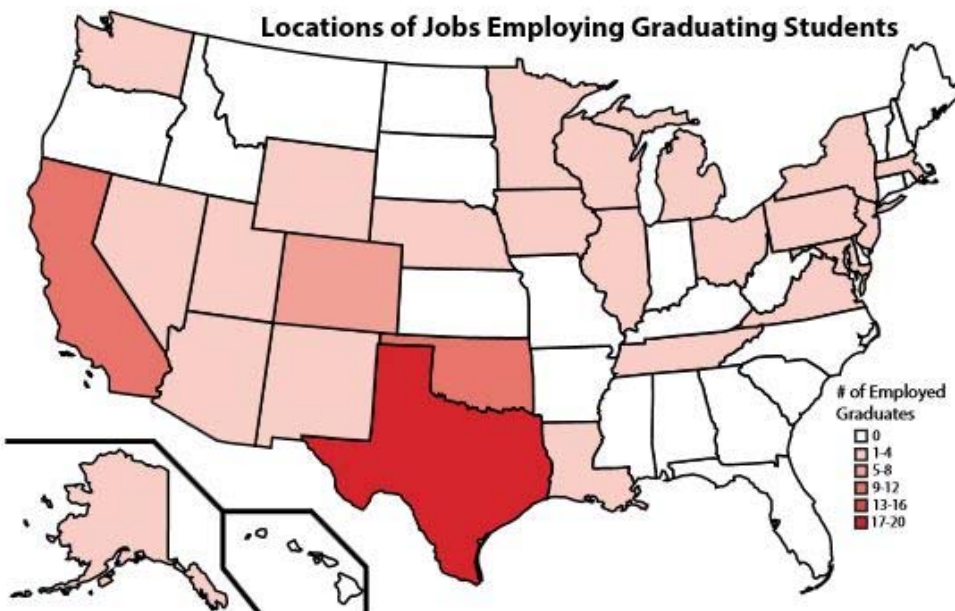 Locations of Jobs Employing Graduating Students
# of Employed
Graduates
0
1-4
5-8
9-12
13-16
17-20